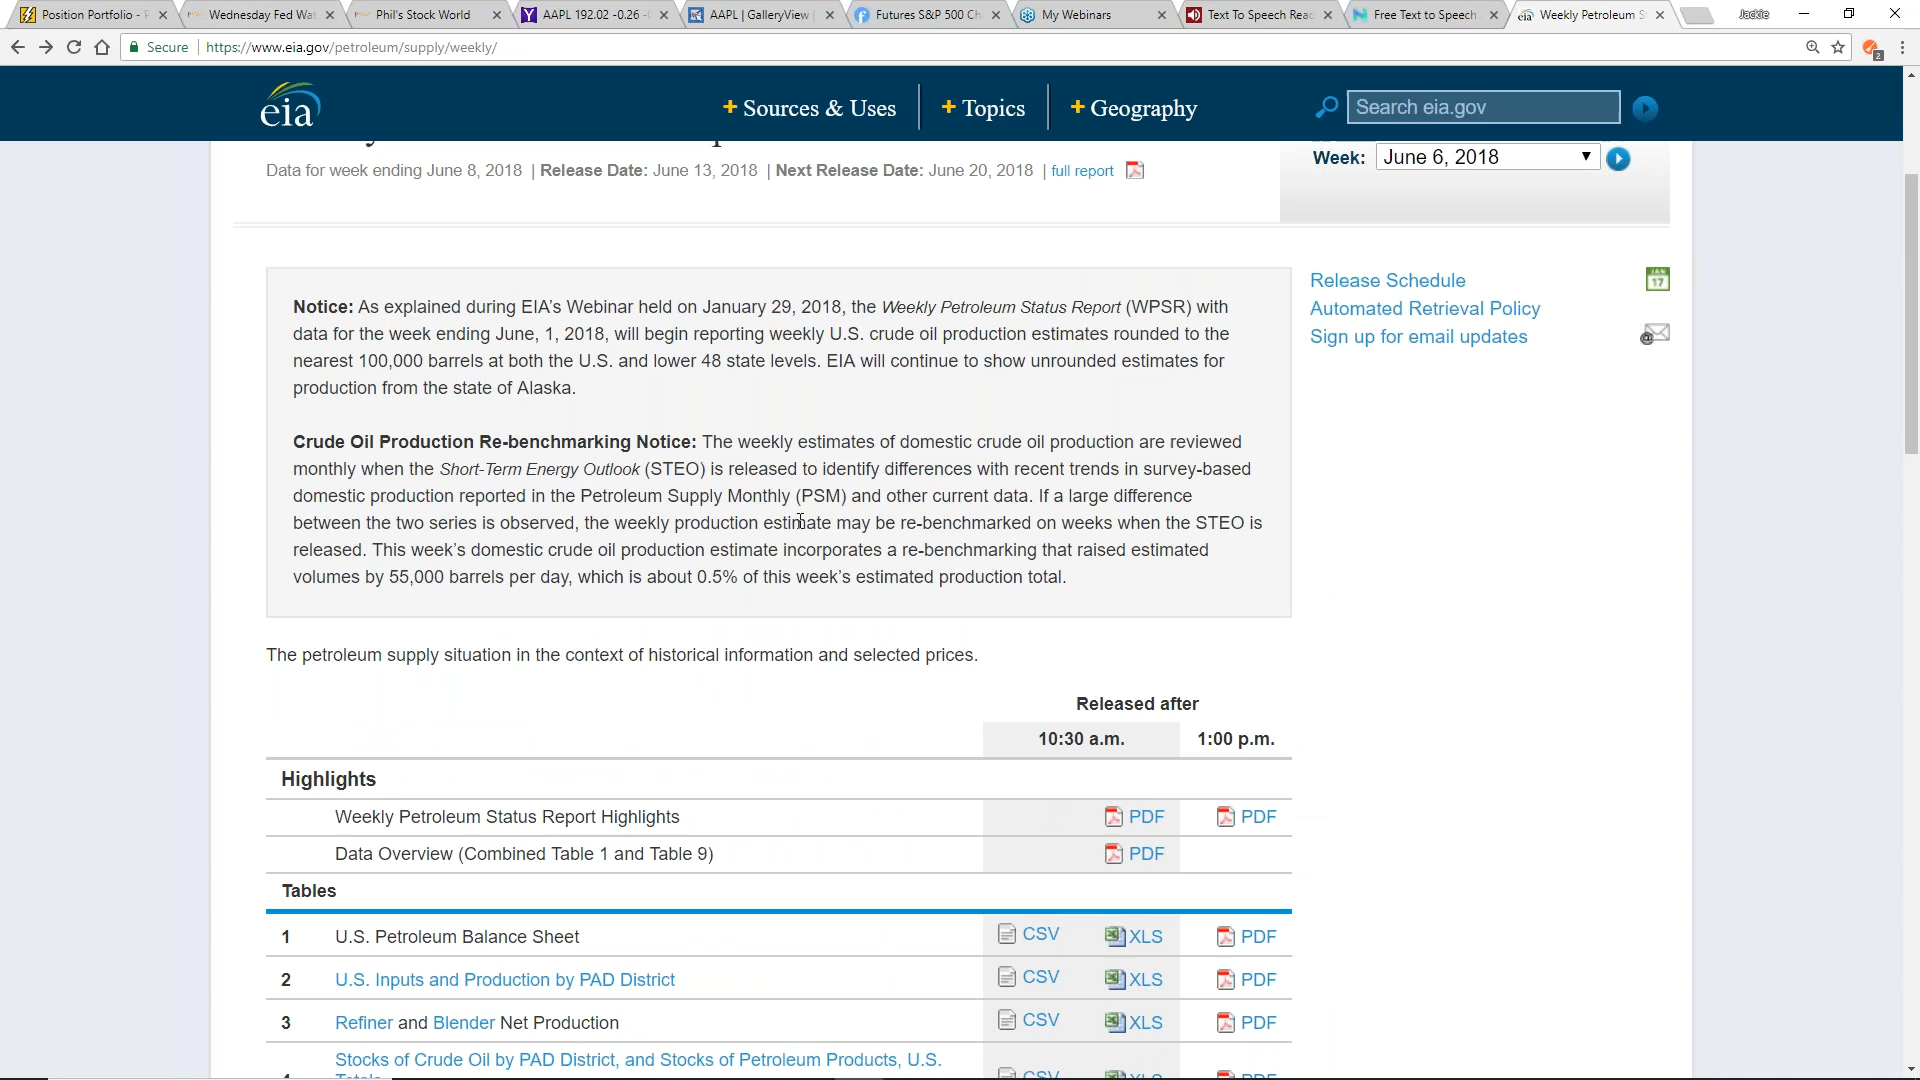 Position Portfolio - F
Wednesday Fed Wat
Phil's Stock World
AAPL 192.02 -0.26 -
AAPL | GalleryView
Futures S&P 500 Ch
My Webinars
Text To Speech Read
Free Text to Speech
Weekly Petroleum S
Jackie
Secure
https://www.eia.gov/petroleum/supply/weekly/
2
eia
+ Sources & Uses
+ Topics
+ Geography
Search eia.gov
Data for week ending June 8, 2018 | Release Date: June 13, 2018 | Next Release Date: June 20, 2018 | full report
Week: June 6, 2018
Notice: As explained during EIA's Webinar held on January 29, 2018, the Weekly Petroleum Status Report (WPSR) with
data for the week ending June, 1, 2018, will begin reporting weekly U.S. crude oil production estimates rounded to the
nearest 100,000 barrels at both the U.S. and lower 48 state levels. EIA will continue to show unrounded estimates for
production from the state of Alaska.
Crude Oil Production Re-benchmarking Notice: The weekly estimates of domestic crude oil production are reviewed
monthly when the Short-Term Energy Outlook (STEO) is released to identify differences with recent trends in survey-based
domestic production reported in the Petroleum Supply Monthly (PSM) and other current data. If a large difference
between the two series is observed, the weekly production estimate may be re-benchmarked on weeks when the STEO is
released. This week's domestic crude oil production estimate incorporates a re-benchmarking that raised estimated
volumes by 55,000 barrels per day, which is about 0.5% of this week's estimated production total.
Release Schedule
JAN
17
Automated Retrieval Policy
Sign up for email updates
The petroleum supply situation in the context of historical information and selected prices.
Released after
10:30 a.m. 1:00 p.m.
Highlights
Weekly Petroleum Status Report Highlights PDF PDF
Data Overview (Combined Table 1 and Table 9) PDF
Tables
1 U.S. Petroleum Balance Sheet CSV XLS PDF
2 U.S. Inputs and Production by PAD District CSV XLS PDF
3 Refiner and Blender Net Production CSV XLS PDF
Stocks of Crude Oil by PAD District, and Stocks of Petroleum Products, U.S.
CSV XLS PDF